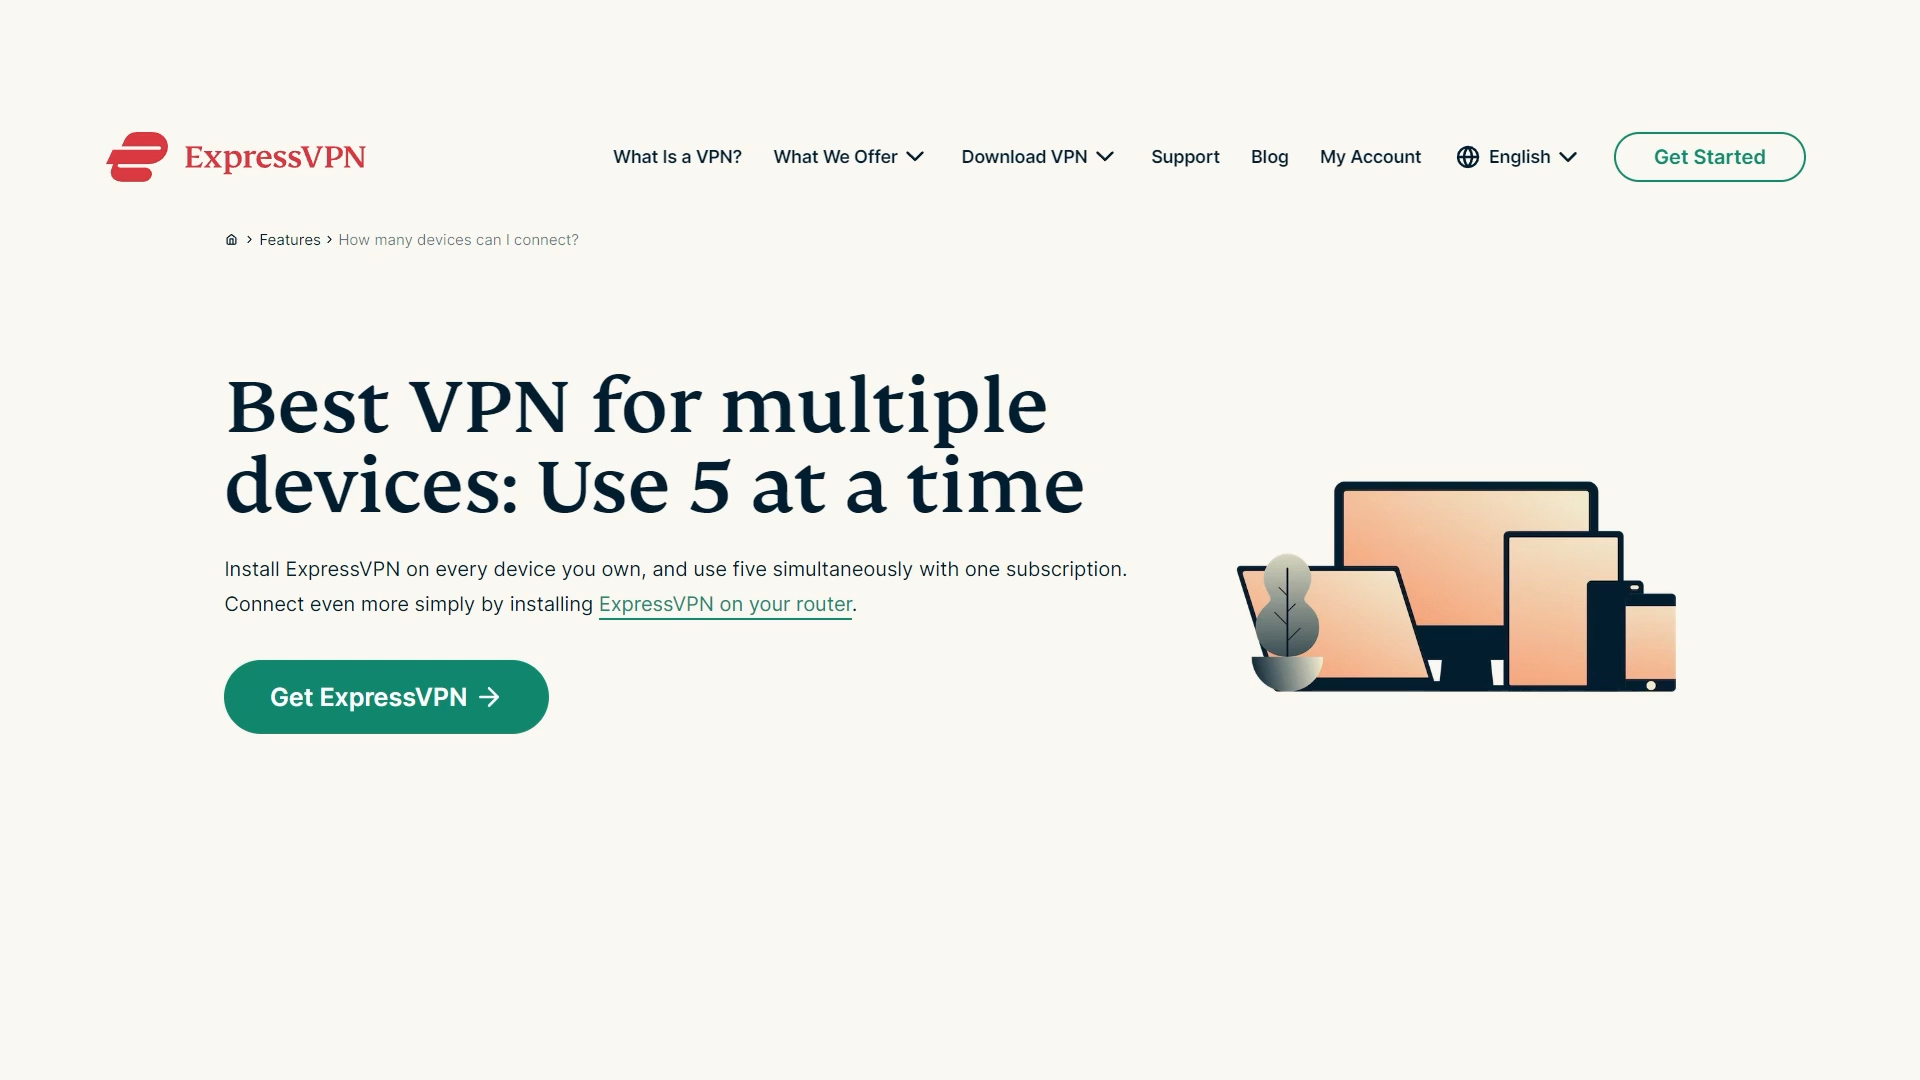 ExpressVPN
What Is a VPN?
What We Offer
Download VPN
Support
Blog
My Account
English
Get Started
Features
How many devices can I connect?
Best VPN for multiple
devices: Use 5 at a time
Install ExpressVPN on every device you own, and use five simultaneously with one subscription.
Connect even more simply by installing ExpressVPN on your router.
Get ExpressVPN